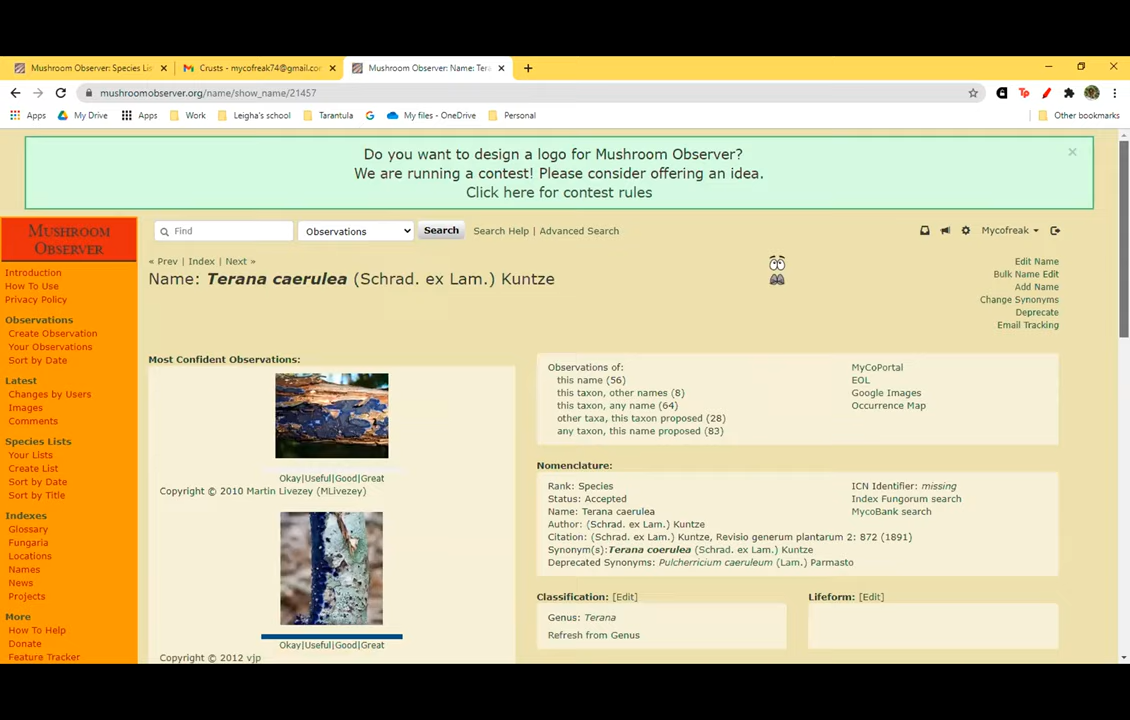 Mushroom Observer: Species Lis
Crusts - mycofreak74@gmail.com
Mushroom Observer: Name: Tera
mushroomobserver.org/name/show_name/21457
Apps My Drive Apps Work Leigha's school Tarantula My files - OneDrive Personal Other bookmarks
Do you want to design a logo for Mushroom Observer?
We are running a contest! Please consider offering an idea.
Click here for contest rules
MUSHROOM
OBSERVER
Find Observations Search Search Help | Advanced Search Mycofreak
« Prev | Index | Next »
Name: Terana caerulea (Schrad. ex Lam.) Kuntze
Edit Name
Bulk Name Edit
Add Name
Change Synonyms
Deprecate
Email Tracking
Introduction
How To Use
Privacy Policy
Observations
Create Observation
Your Observations
Sort by Date
Latest
Changes by Users
Images
Comments
Species Lists
Your Lists
Create List
Sort by Date
Sort by Title
Indexes
Glossary
Fungaria
Locations
Names
News
Projects
More
How To Help
Donate
Feature Tracker
Most Confident Observations:
Okay|Useful|Good|Great
Copyright © 2010 Martin Livezey (MLivezey)
Okay|Useful|Good|Great
Copyright © 2012 vjp
Observations of:
this name (56)
this taxon, other names (8)
this taxon, any name (64)
other taxa, this taxon proposed (28)
any taxon, this name proposed (83)
MyCoPortal
EOL
Google Images
Occurrence Map
Nomenclature:
Rank: Species
Status: Accepted
Name: Terana caerulea
Author: (Schrad. ex Lam.) Kuntze
Citation: (Schrad. ex Lam.) Kuntze, Revisio generum plantarum 2: 872 (1891)
Synonym(s):Terana coerulea (Schrad. ex Lam.) Kuntze
Deprecated Synonyms: Pulcherricium caeruleum (Lam.) Parmasto
ICN Identifier: missing
Index Fungorum search
MycoBank search
Classification: [Edit]
Genus: Terana
Refresh from Genus
Lifeform: [Edit]